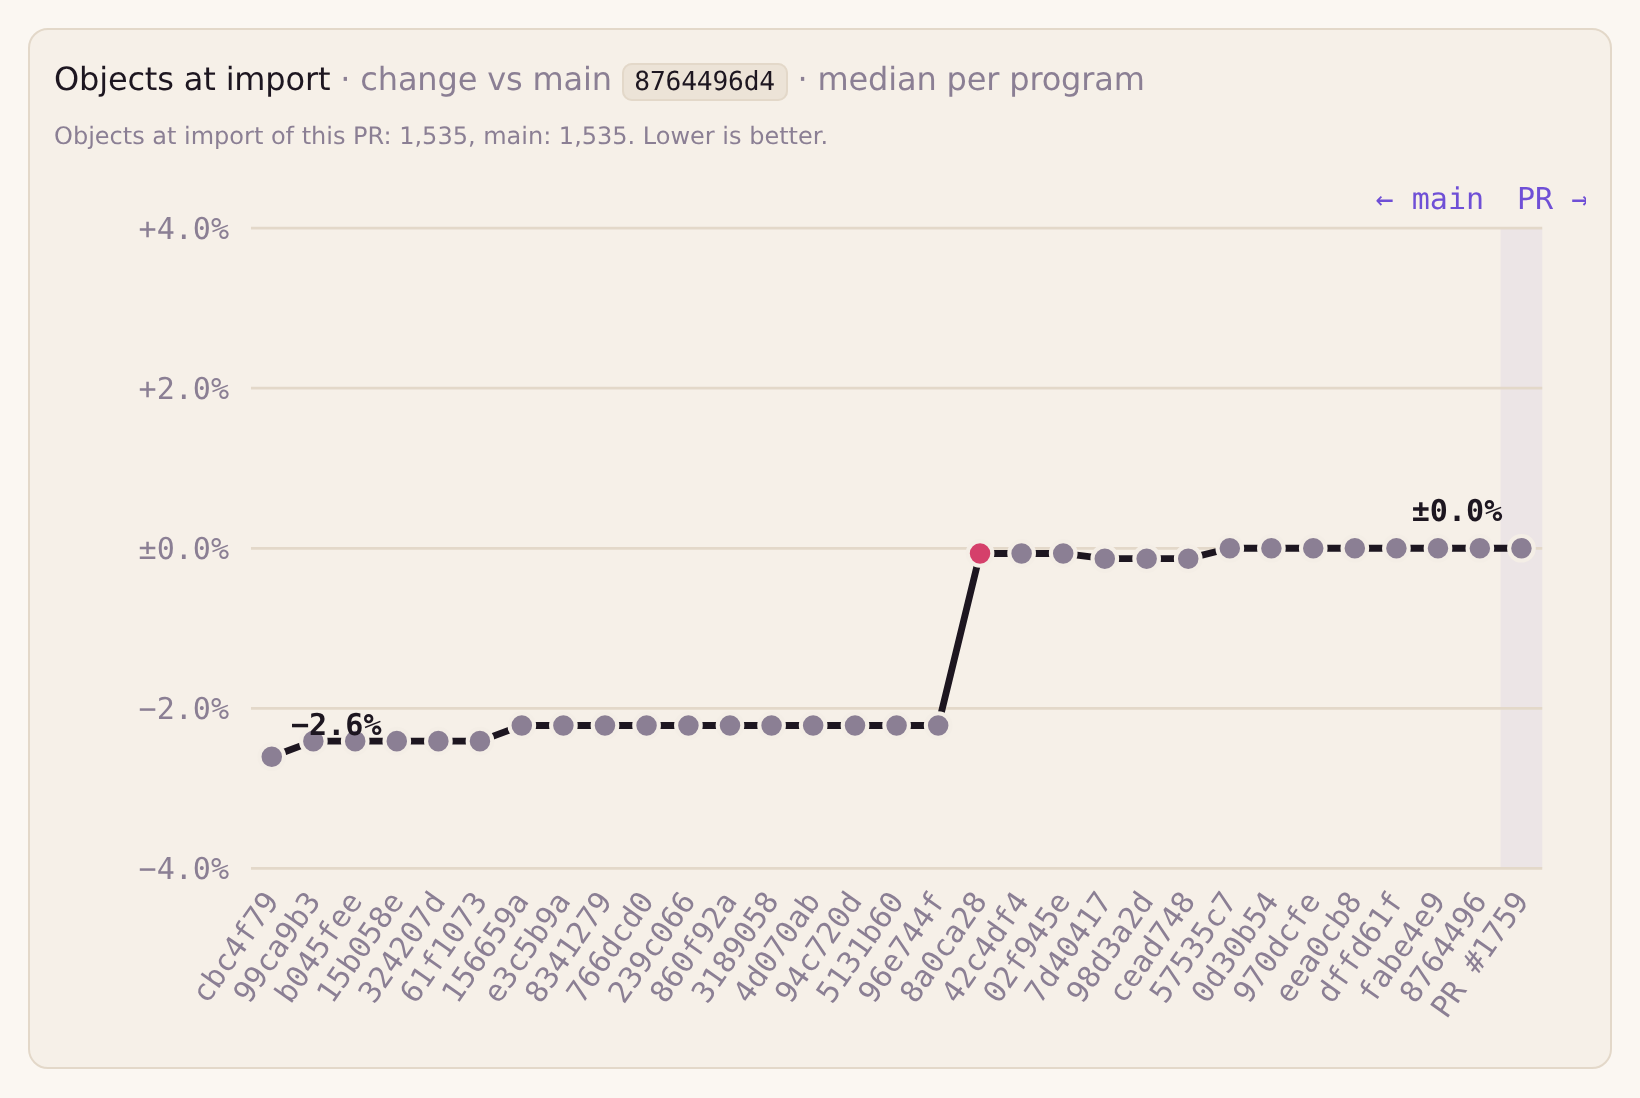 Objects at import · change vs main 8764496d4 · median per program
Objects at import of this PR: 1,535, main: 1,535. Lower is better.
← main PR →
+4.0%
+2.0%
±0.0%
−2.0%
−4.0%
±0.0%
−2.6%
cbc4f79
99ca9b3
b045fee
15b058e
324207d
61f1073
156659a
e3c5b9a
8341279
766dcd0
239c066
860f92a
3189058
4d070ab
94c720d
5131b60
96e744f
8a0ca28
42c4df4
02f945e
7d40417
98d3a2d
cead748
57535c7
0d30b54
970dcfe
eea0cb8
dffd61f
fabe4e9
8764496
PR #1759